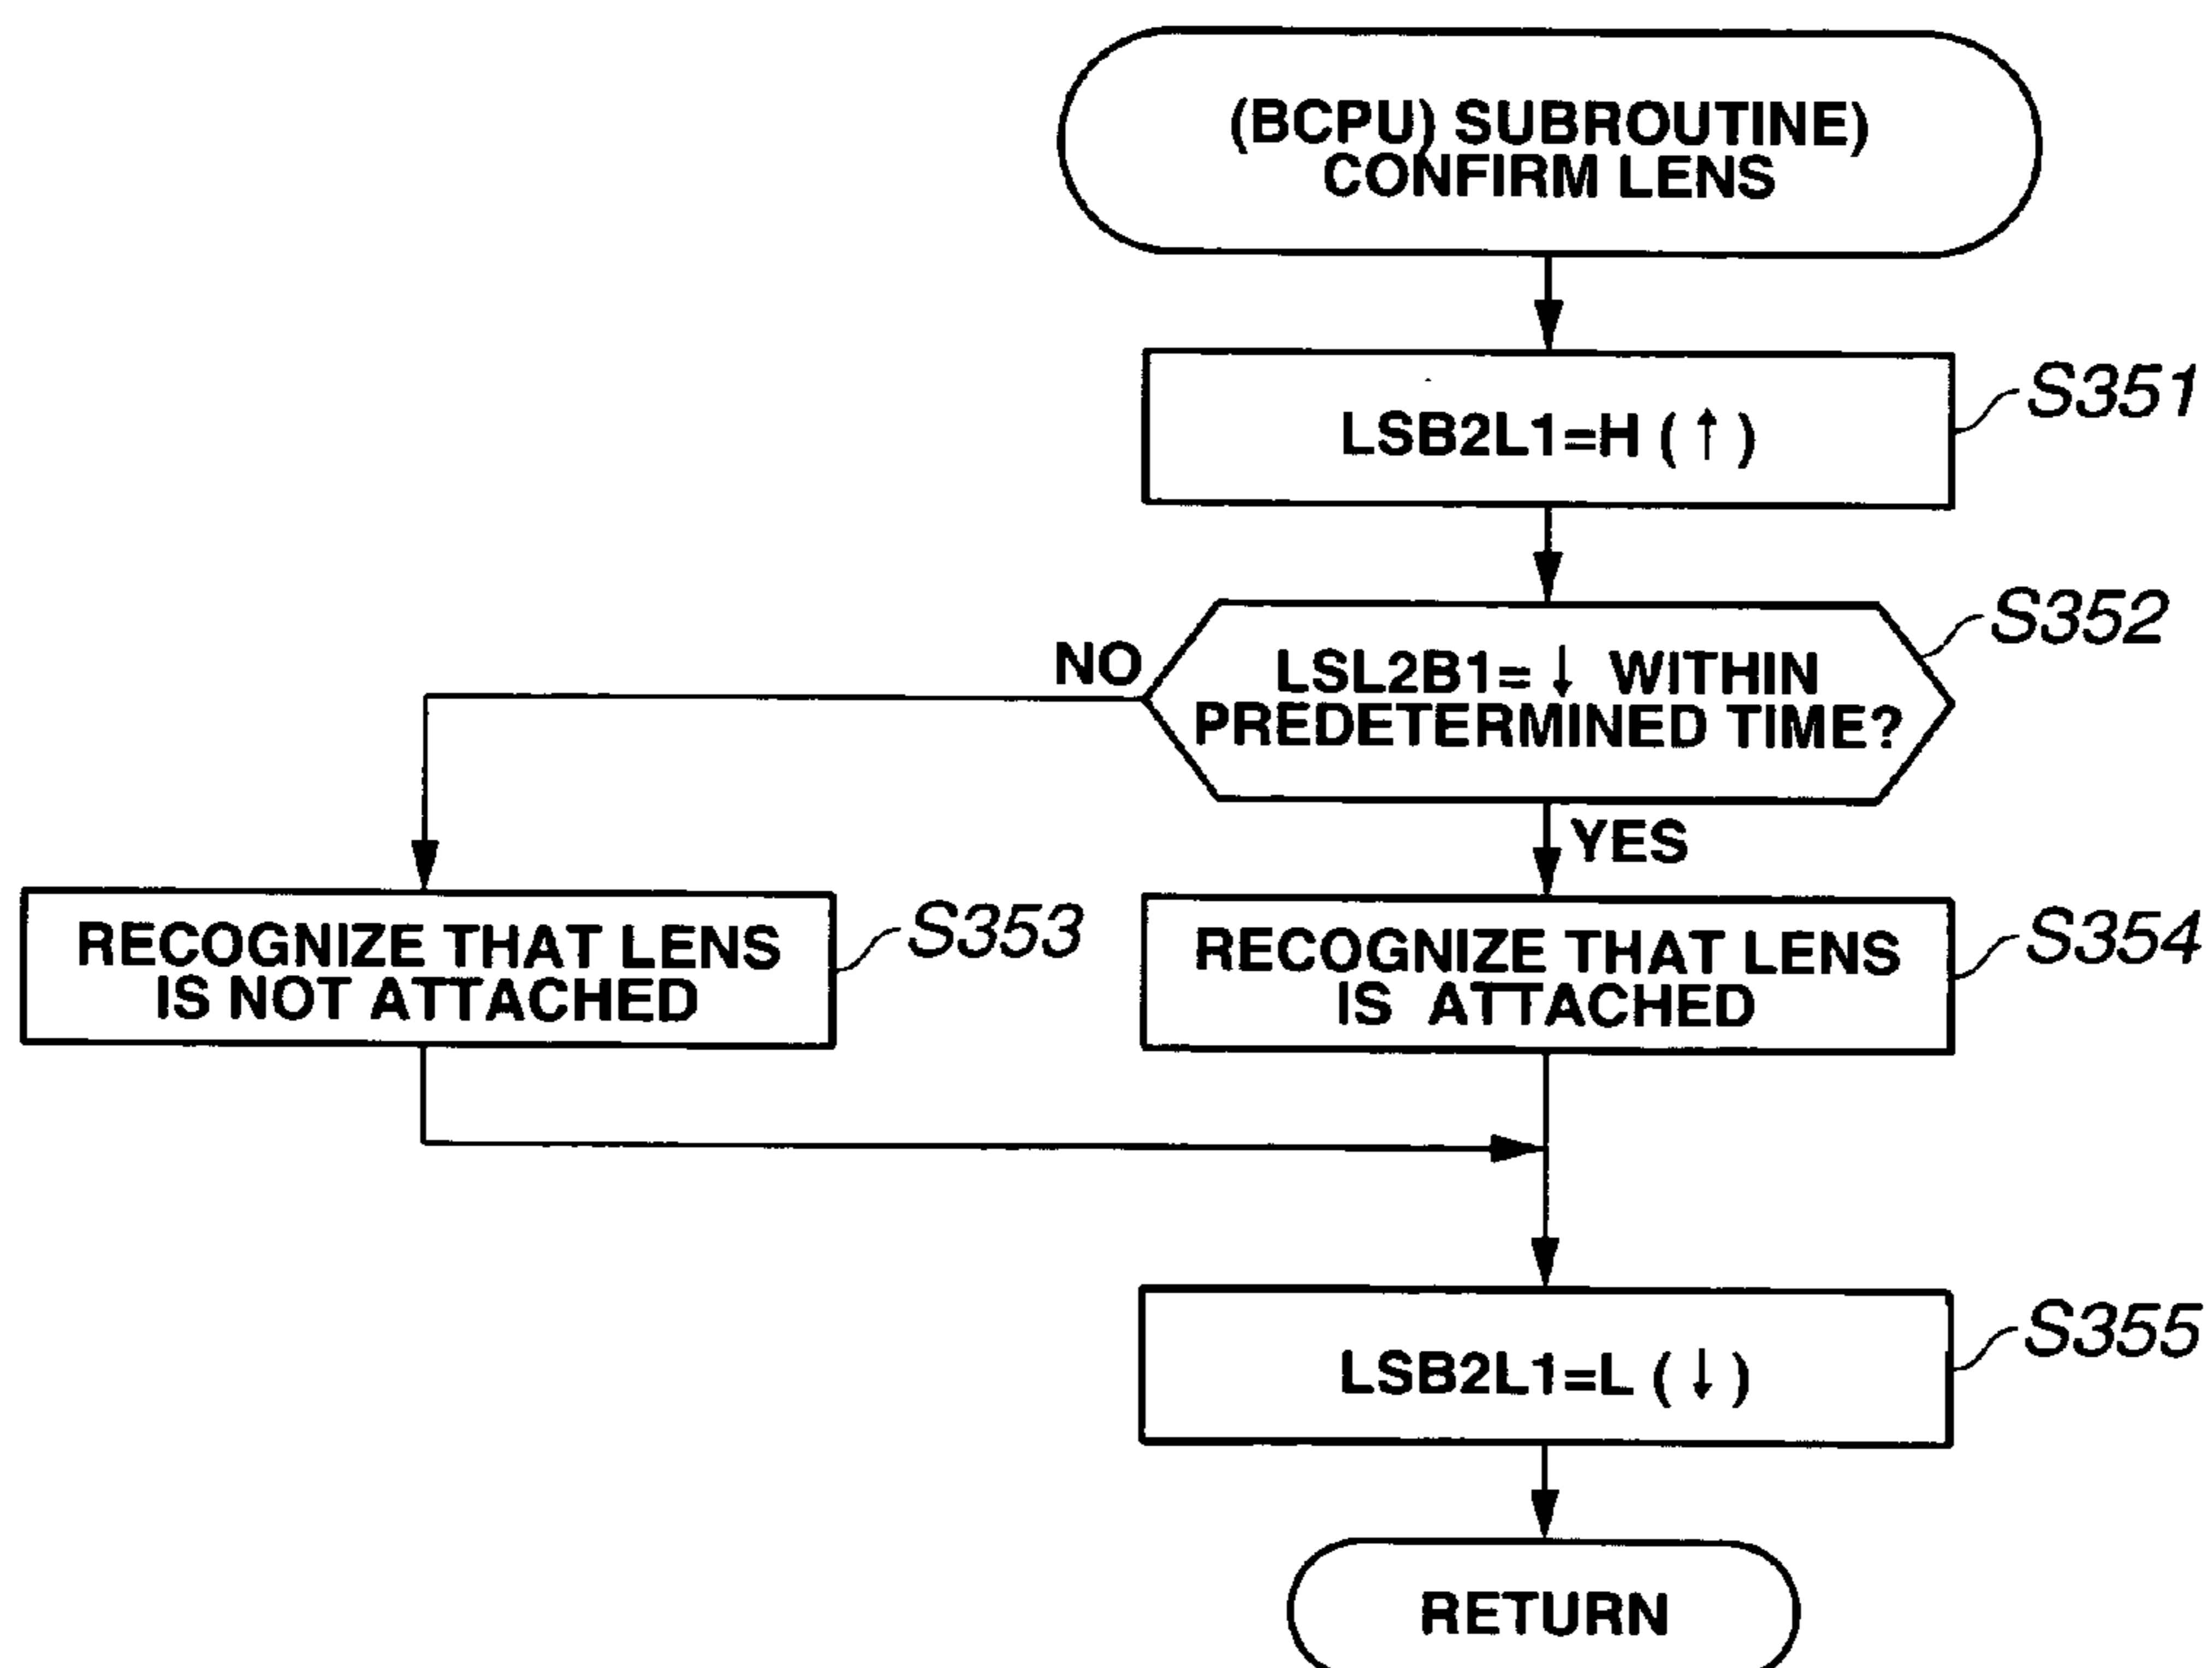 (BCPU) SUBROUTINE)
CONFIRM LENS
LSB2L1=H (↑)
S351
LSL2B1=↓ WITHIN
PREDETERMINED TIME?
S352
NO
YES
RECOGNIZE THAT LENS
IS NOT ATTACHED
S353
RECOGNIZE THAT LENS
IS ATTACHED
S354
LSB2L1=L (↓)
S355
RETURN